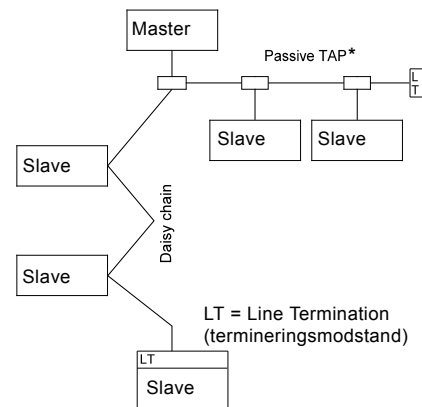 Master
Passive TAP*
L
T
Slave
Slave
Slave
Daisy chain
Slave
LT = Line Termination
(termineringsmodstand)
LT
Slave